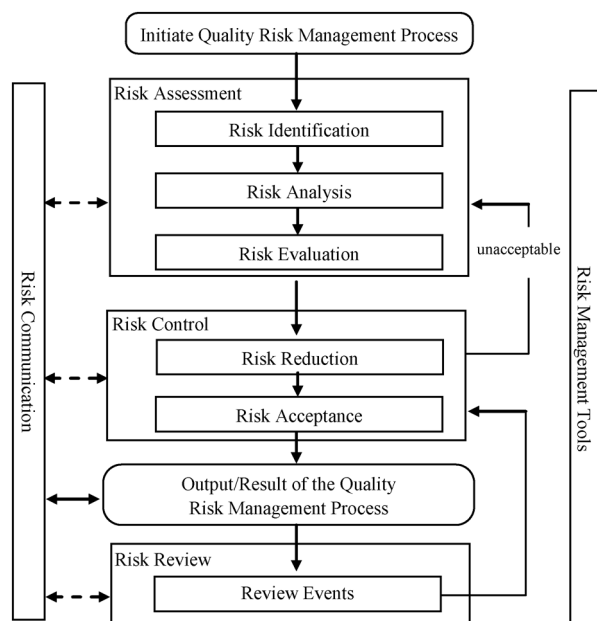 Initiate Quality Risk Management Process
Risk Assessment
Risk Identification
Risk Analysis
Risk Evaluation
unacceptable
Risk Control
Risk Reduction
Risk Acceptance
Output/Result of the Quality
Risk Management Process
Risk Review
Review Events
Risk Communication
Risk Management Tools